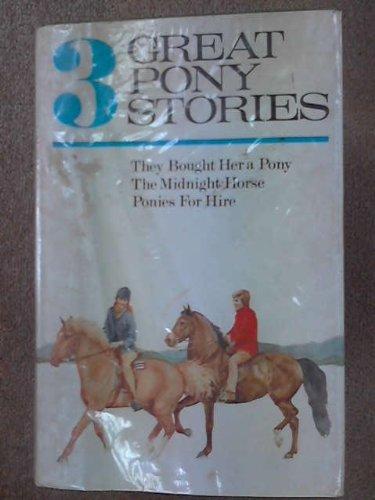 3 GREAT
PONY
STORIES
They Bought Her a Pony
The Midnight Horse
Ponies For Hire